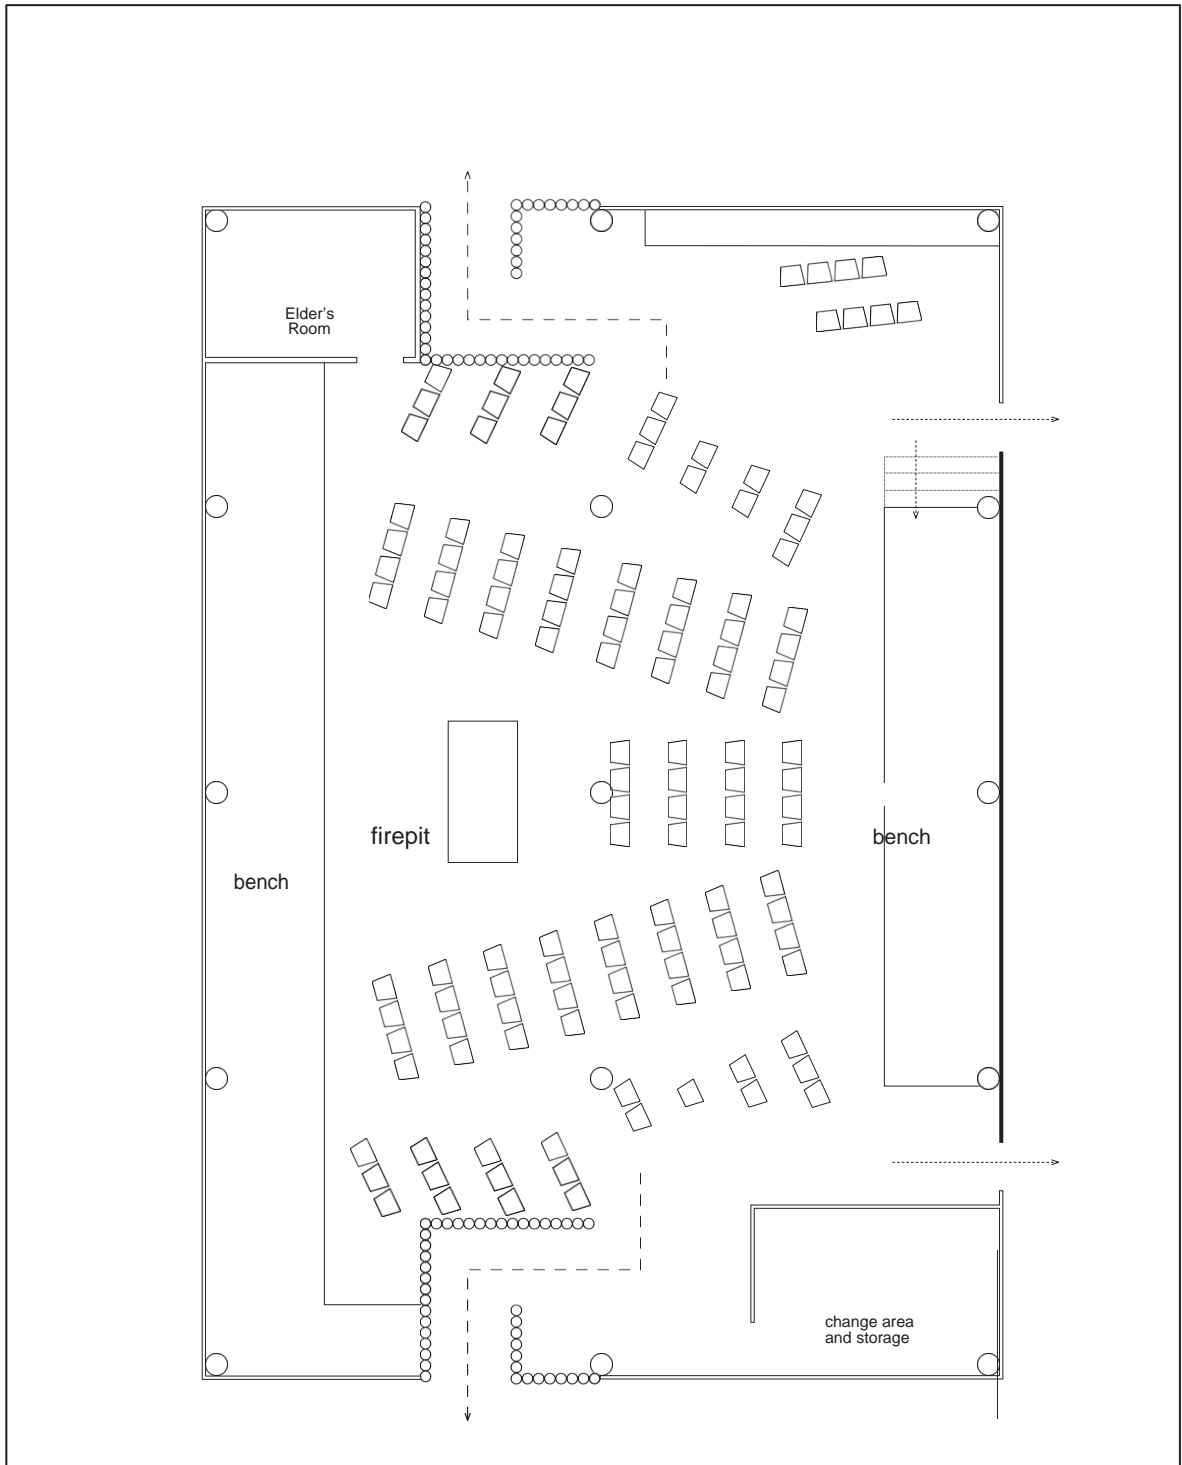 Elder's
Room
firepit
bench
bench
change area
and storage